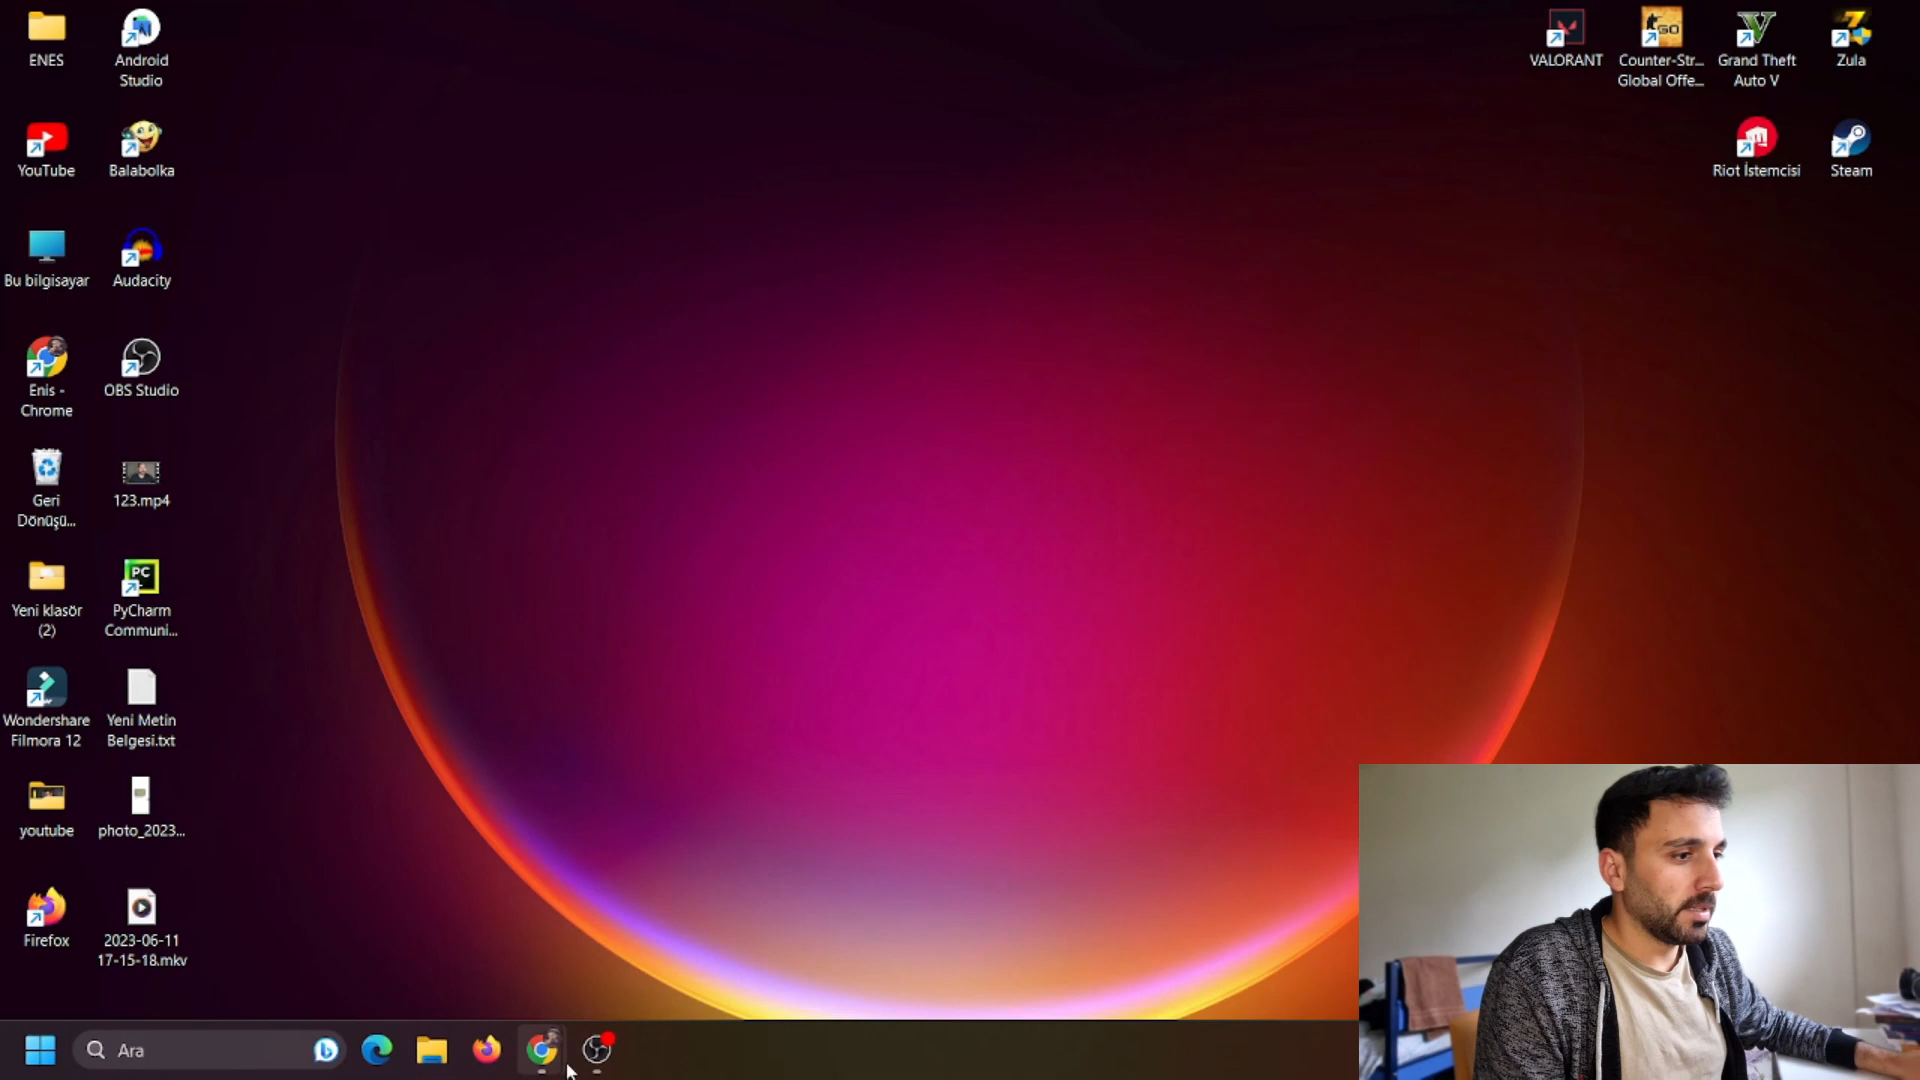 ENES
Android
Studio
YouTube
Balabolka
Bu bilgisayar
Audacity
Enis -
Chrome
OBS Studio
Geri
Dönüşü...
123.mp4
Yeni klasör
(2)
PC
PyCharm
Communi...
Wondershare
Filmora 12
Yeni Metin
Belgesi.txt
youtube
photo_2023...
Firefox
2023-06-11
17-15-18.mkv
VALORANT
GO
Counter-Str...
Global Offe...
V
Grand Theft
Auto V
Z
Zula
Riot İstemcisi
Steam
Ara